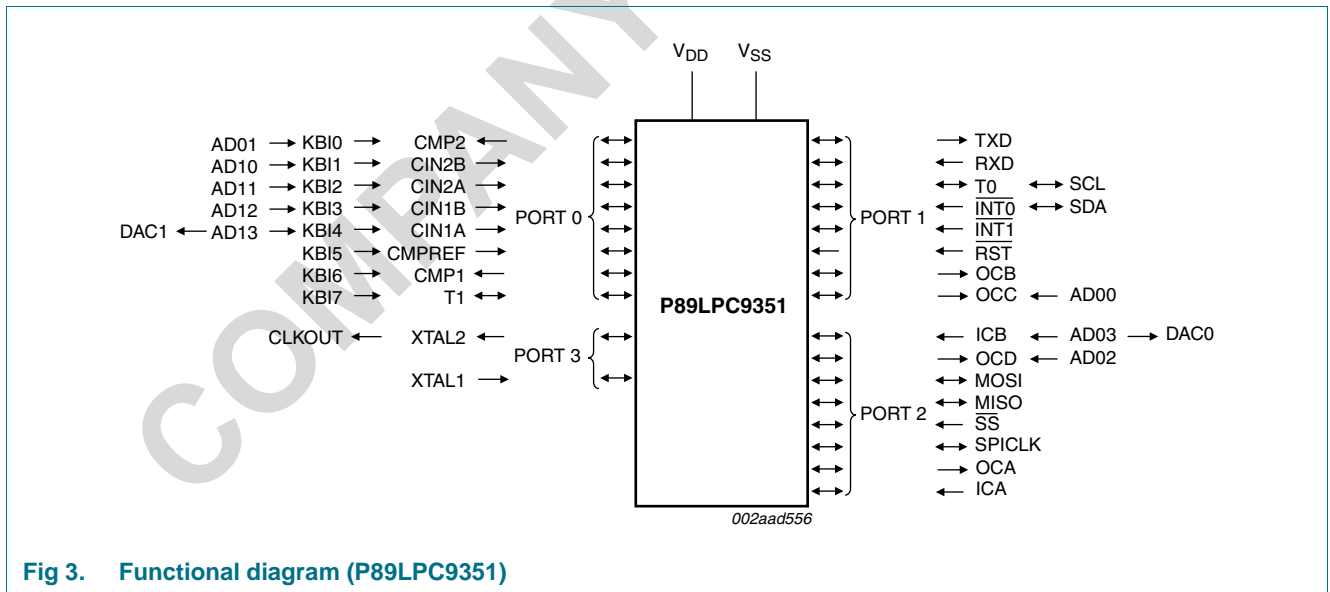 COMPANY
VDD VSS
AD01 KBI0 CMP2 TXD
AD10 KBI1 CIN2B RXD
AD11 KBI2 CIN2A T0 SCL
AD12 KBI3 CIN1B PORT 0 PORT 1 INT0 SDA
DAC1 AD13 KBI4 CIN1A INT1
KBI5 CMPREF RST
KBI6 CMP1 OCB
KBI7 T1 P89LPC9351 OCC AD00
CLKOUT XTAL2 ICB AD03 DAC0
PORT 3 OCD AD02
XTAL1 MOSI
MISO
PORT 2 SS
SPICLK
OCA
ICA
002aad556
Fig 3. Functional diagram (P89LPC9351)